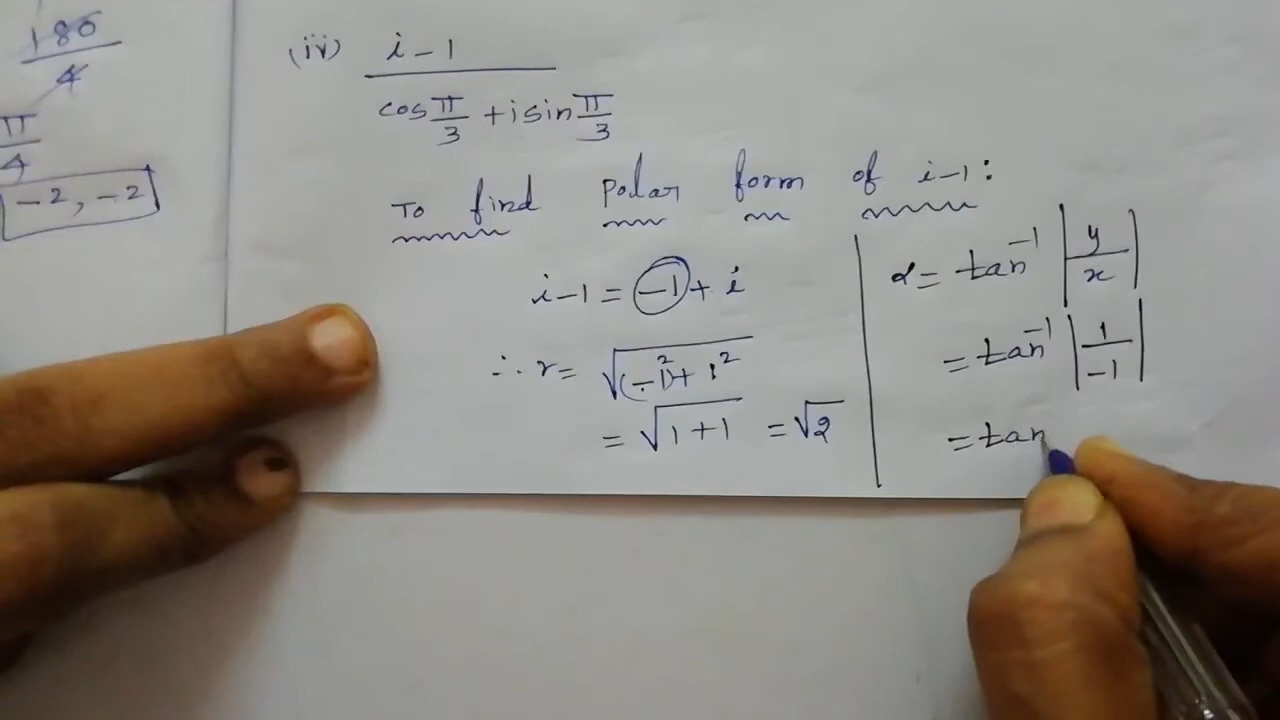 180
4
π
4
-2, -2
(iv) i-1
cos π/3 + i sin π/3
To find polar form of i-1:
i-1 = -1 + i
∴ r = √((-1)² + 1²)
= √(1+1) = √2
α = tan⁻¹ |y/x|
= tan⁻¹ |1/-1|
= tan